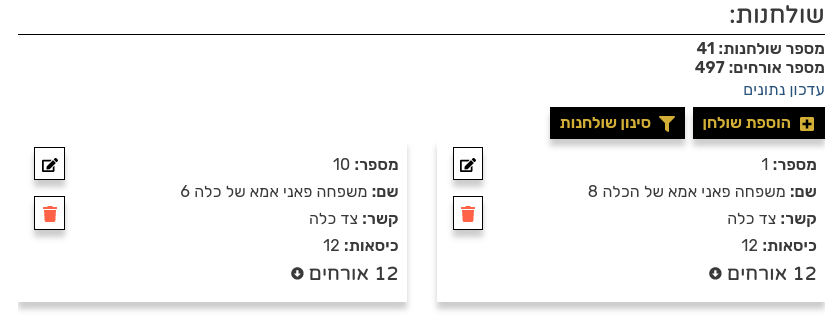 שולחנות:
מספר שולחנות: 41
מספר אורחים: 497
עדכון נתונים
הוספת שולחן
סינון שולחנות
מספר: 1
שם: משפחה פאני אמא של הכלה 8
קשר: צד כלה
כיסאות: 12
12 אורחים
מספר: 10
שם: משפחה פאני אמא של כלה 6
קשר: צד כלה
כיסאות: 12
12 אורחים